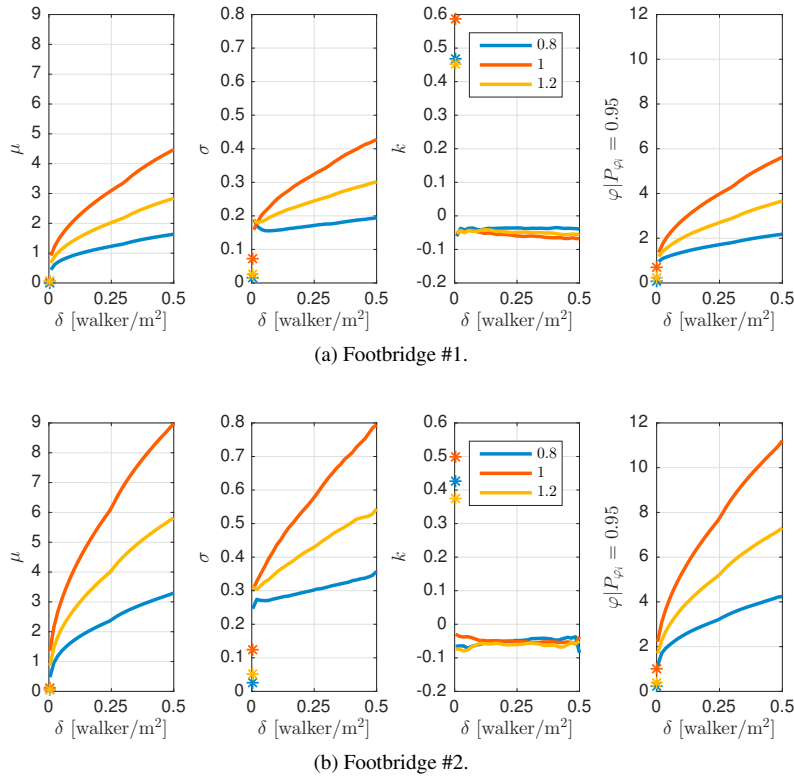 9
8
7
6
5
4
3
2
1
0
μ
0 0.25 0.5
δ [walker/m²]
0.8
0.7
0.6
0.5
0.4
0.3
0.2
0.1
0
σ
0 0.25 0.5
δ [walker/m²]
0.6
0.5
0.4
0.3
0.2
0.1
0
-0.1
-0.2
k
0.8
1
1.2
0 0.25 0.5
δ [walker/m²]
12
10
8
6
4
2
0
φ|P_{φ_i} = 0.95
0 0.25 0.5
δ [walker/m²]
(a) Footbridge #1.
9
8
7
6
5
4
3
2
1
0
μ
0 0.25 0.5
δ [walker/m²]
0.8
0.7
0.6
0.5
0.4
0.3
0.2
0.1
0
σ
0 0.25 0.5
δ [walker/m²]
0.6
0.5
0.4
0.3
0.2
0.1
0
-0.1
-0.2
k
0.8
1
1.2
0 0.25 0.5
δ [walker/m²]
12
10
8
6
4
2
0
φ|P_{φ_i} = 0.95
0 0.25 0.5
δ [walker/m²]
(b) Footbridge #2.